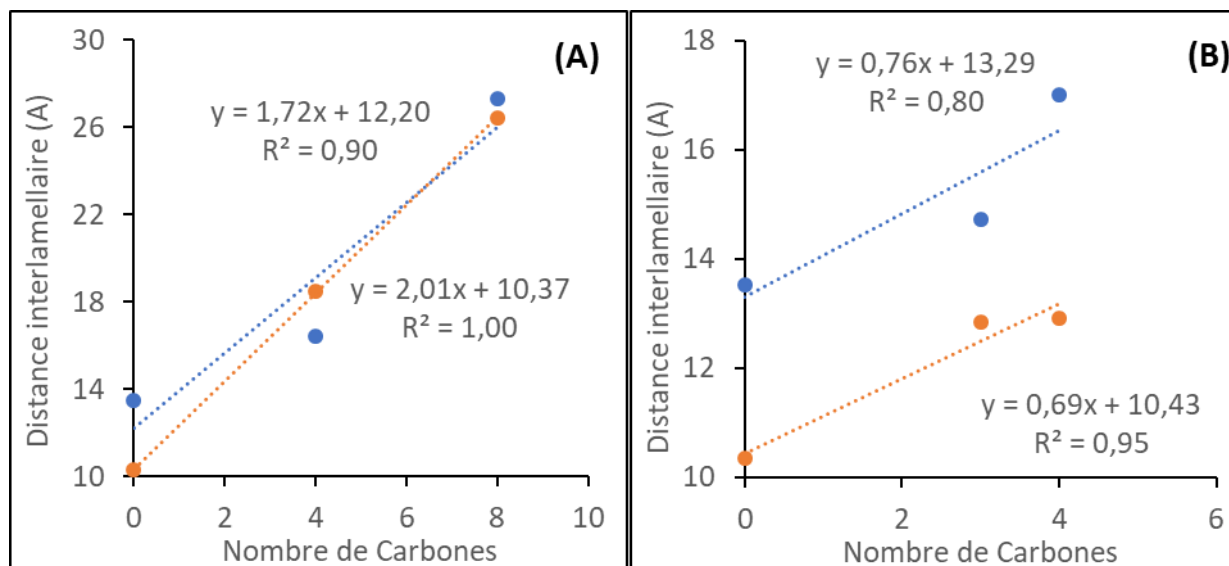 (A)
Distance interlamellaire (A)
30
26
22
18
14
10
y = 1,72x + 12,20
R² = 0,90
y = 2,01x + 10,37
R² = 1,00
0 2 4 6 8 10
Nombre de Carbones
(B)
Distance interlamellaire (A)
18
16
14
12
10
y = 0,76x + 13,29
R² = 0,80
y = 0,69x + 10,43
R² = 0,95
0 2 4 6
Nombre de Carbones